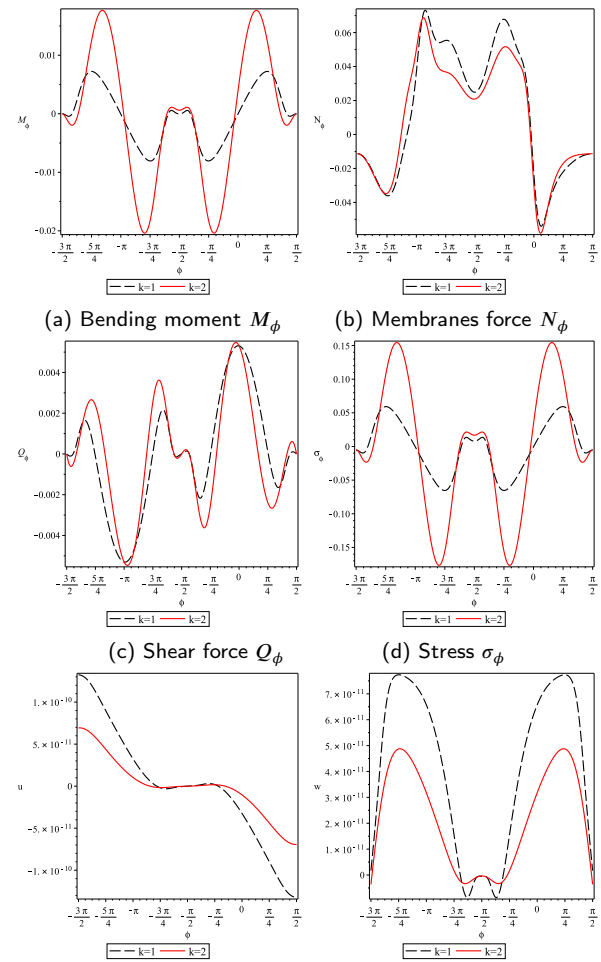 0.01
0
−0.01
−0.02
M_ϕ
−3π/2 −5π/4 −π −3π/4 −π/2 −π/4 0 π/4 π/2
ϕ
k=1 k=2
(a) Bending moment M_ϕ
0.06
0.04
0.02
0
−0.02
−0.04
N_ϕ
−3π/2 −5π/4 −π −3π/4 −π/2 −π/4 0 π/4 π/2
ϕ
k=1 k=2
(b) Membranes force N_ϕ
0.004
0.002
0
−0.002
−0.004
Q_ϕ
−3π/2 −5π/4 −π −3π/4 −π/2 −π/4 0 π/4 π/2
ϕ
k=1 k=2
(c) Shear force Q_ϕ
0.15
0.10
0.05
0
−0.05
−0.10
−0.15
σ_ϕ
−3π/2 −5π/4 −π −3π/4 −π/2 −π/4 0 π/4 π/2
ϕ
k=1 k=2
(d) Stress σ_ϕ
1.×10^−10
5.×10^−11
0
−5.×10^−11
−1.×10^−10
u
−3π/2 −5π/4 −π −3π/4 −π/2 −π/4 0 π/4 π/2
ϕ
k=1 k=2
7.×10^−11
6.×10^−11
5.×10^−11
4.×10^−11
3.×10^−11
2.×10^−11
1.×10^−11
0
w
−3π/2 −5π/4 −π −3π/4 −π/2 −π/4 0 π/4 π/2
ϕ
k=1 k=2